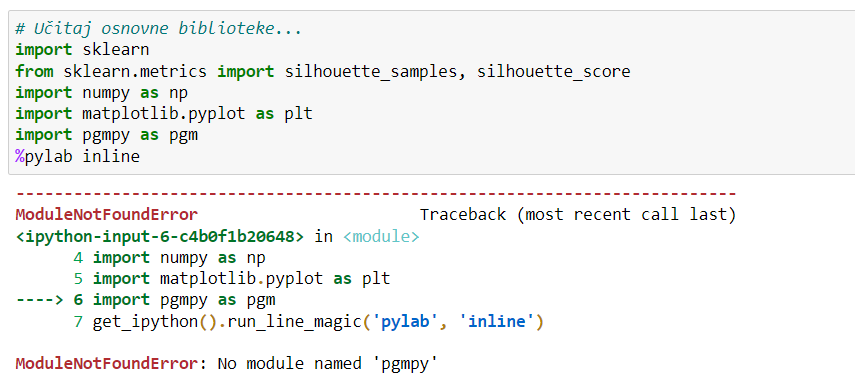 # Učitaj osnovne biblioteke...
import sklearn
from sklearn.metrics import silhouette_samples, silhouette_score
import numpy as np
import matplotlib.pyplot as plt
import pgmpy as pgm
%pylab inline
---------------------------------------------------------------------------
ModuleNotFoundError                       Traceback (most recent call last)
<ipython-input-6-c4b0f1b20648> in <module>
      4 import numpy as np
      5 import matplotlib.pyplot as plt
----> 6 import pgmpy as pgm
      7 get_ipython().run_line_magic('pylab', 'inline')
ModuleNotFoundError: No module named 'pgmpy'